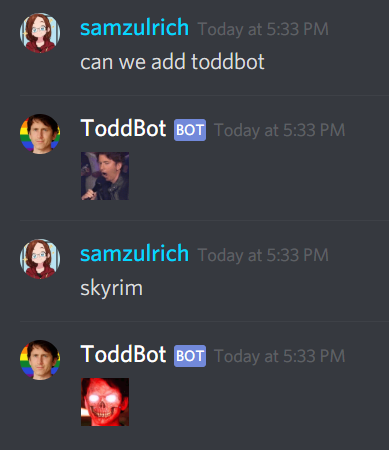 samzulrich Today at 5:33 PM
can we add toddbot
ToddBot BOT Today at 5:33 PM
samzulrich Today at 5:33 PM
skyrim
ToddBot BOT Today at 5:33 PM